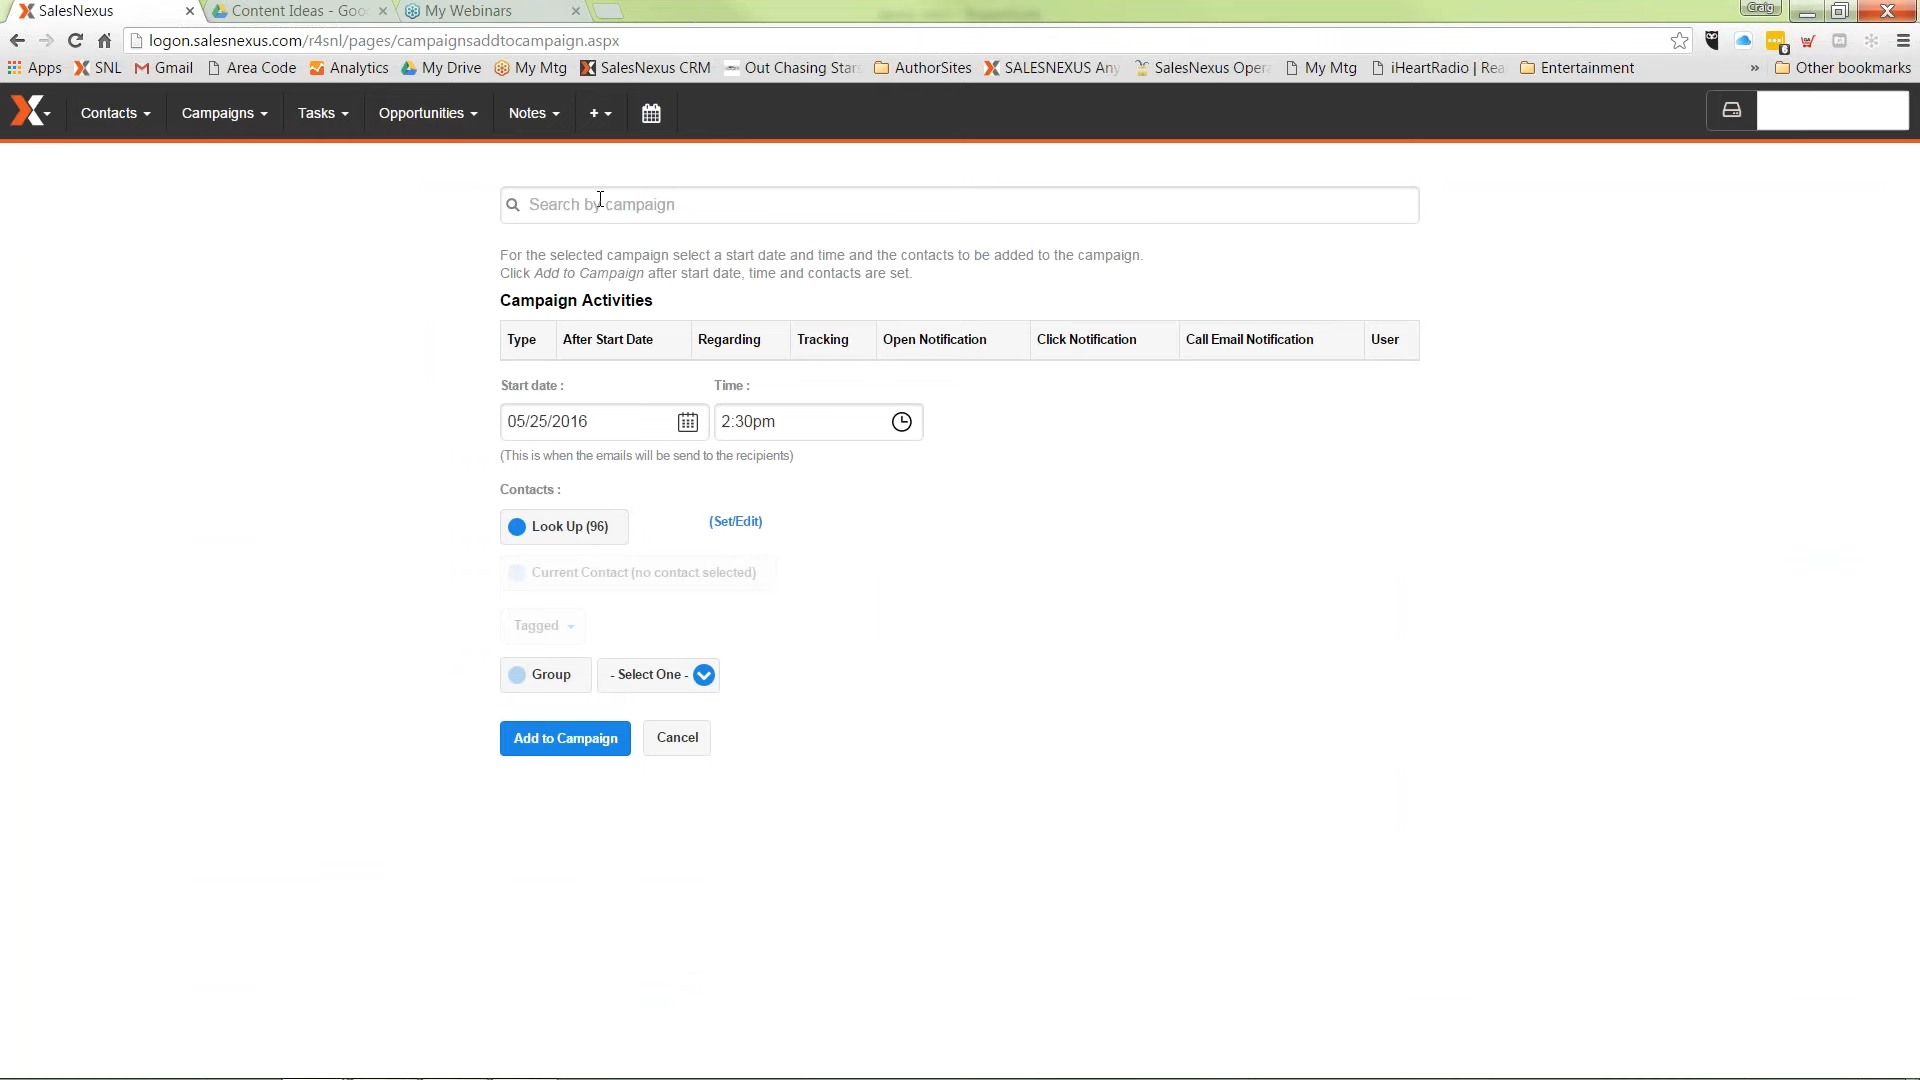 SalesNexus
Content Ideas - Goo
My Webinars
Craig
logon.salesnexus.com/r4snl/pages/campaignsaddtocampaign.aspx
6
Apps SNL Gmail Area Code Analytics My Drive My Mtg SalesNexus CRM Out Chasing Star AuthorSites SALESNEXUS Any SalesNexus Opera My Mtg iHeartRadio | Rea Entertainment » Other bookmarks
Contacts Campaigns Tasks Opportunities Notes +
Search by campaign
For the selected campaign select a start date and time and the contacts to be added to the campaign.
Click Add to Campaign after start date, time and contacts are set.
Campaign Activities
Type After Start Date Regarding Tracking Open Notification Click Notification Call Email Notification User
Start date : Time :
05/25/2016 2:30pm
(This is when the emails will be send to the recipients)
Contacts :
Look Up (96) (Set/Edit)
Current Contact (no contact selected)
Tagged
Group - Select One -
Add to Campaign Cancel